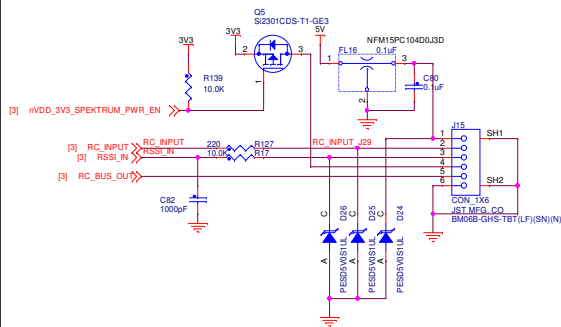 Q5
Si2301CDS-T1-GE3
3V3
3V3
5V
NFM15PC104D0J3D
FL16
0.1uF
2
3
1
3
1
2
R139
10.0K
1
C80
0.1uF
[3] nVDD_3V3_SPEKTRUM_PWR_EN
J15
[3] RC_INPUT
RC_INPUT
220
R127
RC_INPUT_J29
[3] RSSI_IN
RSSI_IN
10.0K
R17
[3] RC_BUS_OUT
1
2
3
4
5
6
SH1
SH2
C82
1000pF
CON_1X6
JST MFG. CO
BM06B-GHS-TBT(LF)(SN)(N)
C
A
D26
PESD5V0S1UL
C
A
D25
PESD5V0S1UL
C
A
D24
PESD5V0S1UL